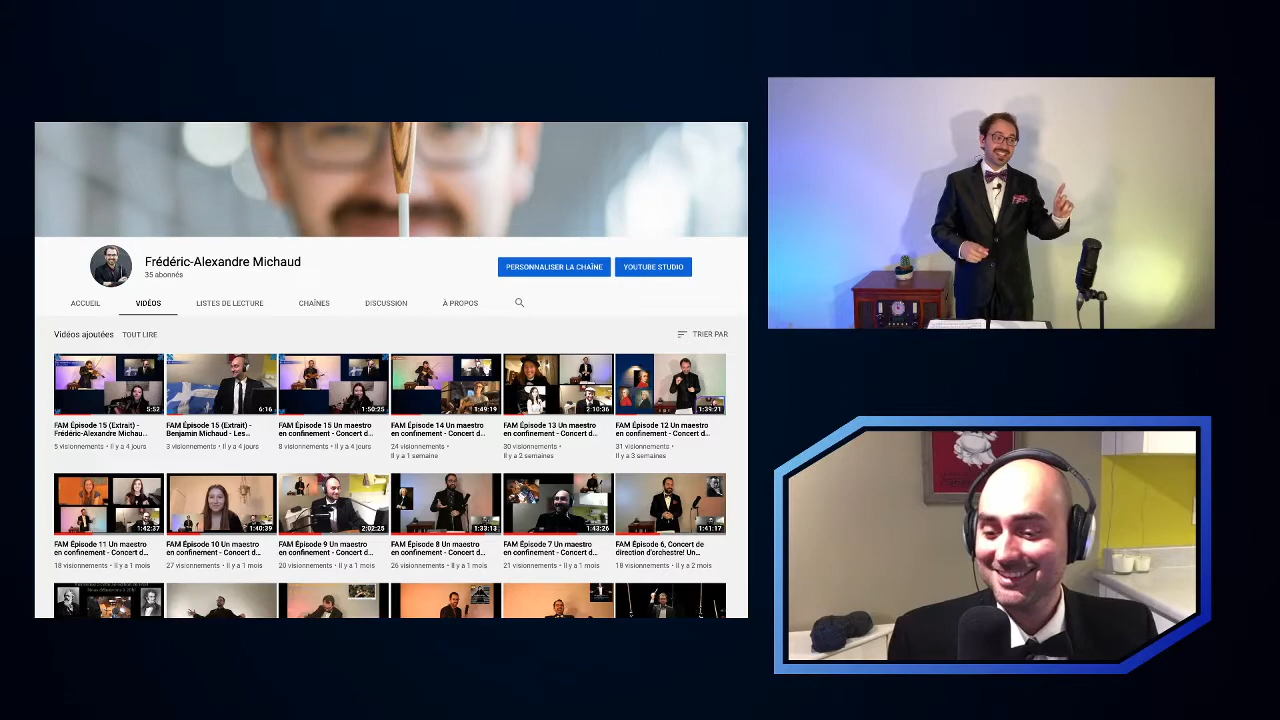 Frédéric-Alexandre Michaud
35 abonnés
PERSONNALISER LA CHAÎNE
YOUTUBE STUDIO
ACCUEIL
VIDÉOS
LISTES DE LECTURE
CHAÎNES
DISCUSSION
À PROPOS
Vidéos ajoutées
TOUT LIRE
TRIER PAR
5:52
6:16
1:50:25
1:49:19
2:10:36
1:39:21
FAM Épisode 15 (Extrait) -
Frédéric-Alexandre Michau...
5 visionnements • Il y a 4 jours
FAM Épisode 15 (Extrait) -
Benjamin Michaud - Les...
3 visionnements • Il y a 4 jours
FAM Épisode 15 Un maestro
en confinement - Concert d...
8 visionnements • Il y a 4 jours
FAM Épisode 14 Un maestro
en confinement - Concert d...
24 visionnements •
Il y a 1 semaine
FAM Épisode 13 Un maestro
en confinement - Concert d...
30 visionnements •
Il y a 2 semaines
FAM Épisode 12 Un maestro
en confinement - Concert d...
31 visionnements •
Il y a 3 semaines
1:42:37
1:40:39
2:02:25
1:33:13
1:43:26
1:41:17
FAM Épisode 11 Un maestro
en confinement - Concert d...
18 visionnements • Il y a 1 mois
FAM Épisode 10 Un maestro
en confinement - Concert d...
27 visionnements • Il y a 1 mois
FAM Épisode 9 Un maestro
en confinement - Concert d...
20 visionnements • Il y a 1 mois
FAM Épisode 8 Un maestro
en confinement - Concert d...
26 visionnements • Il y a 1 mois
FAM Épisode 7 Un maestro
en confinement - Concert d...
21 visionnements • Il y a 1 mois
FAM Épisode 6, Concert de
direction d'orchestre! Un...
18 visionnements • Il y a 2 mois